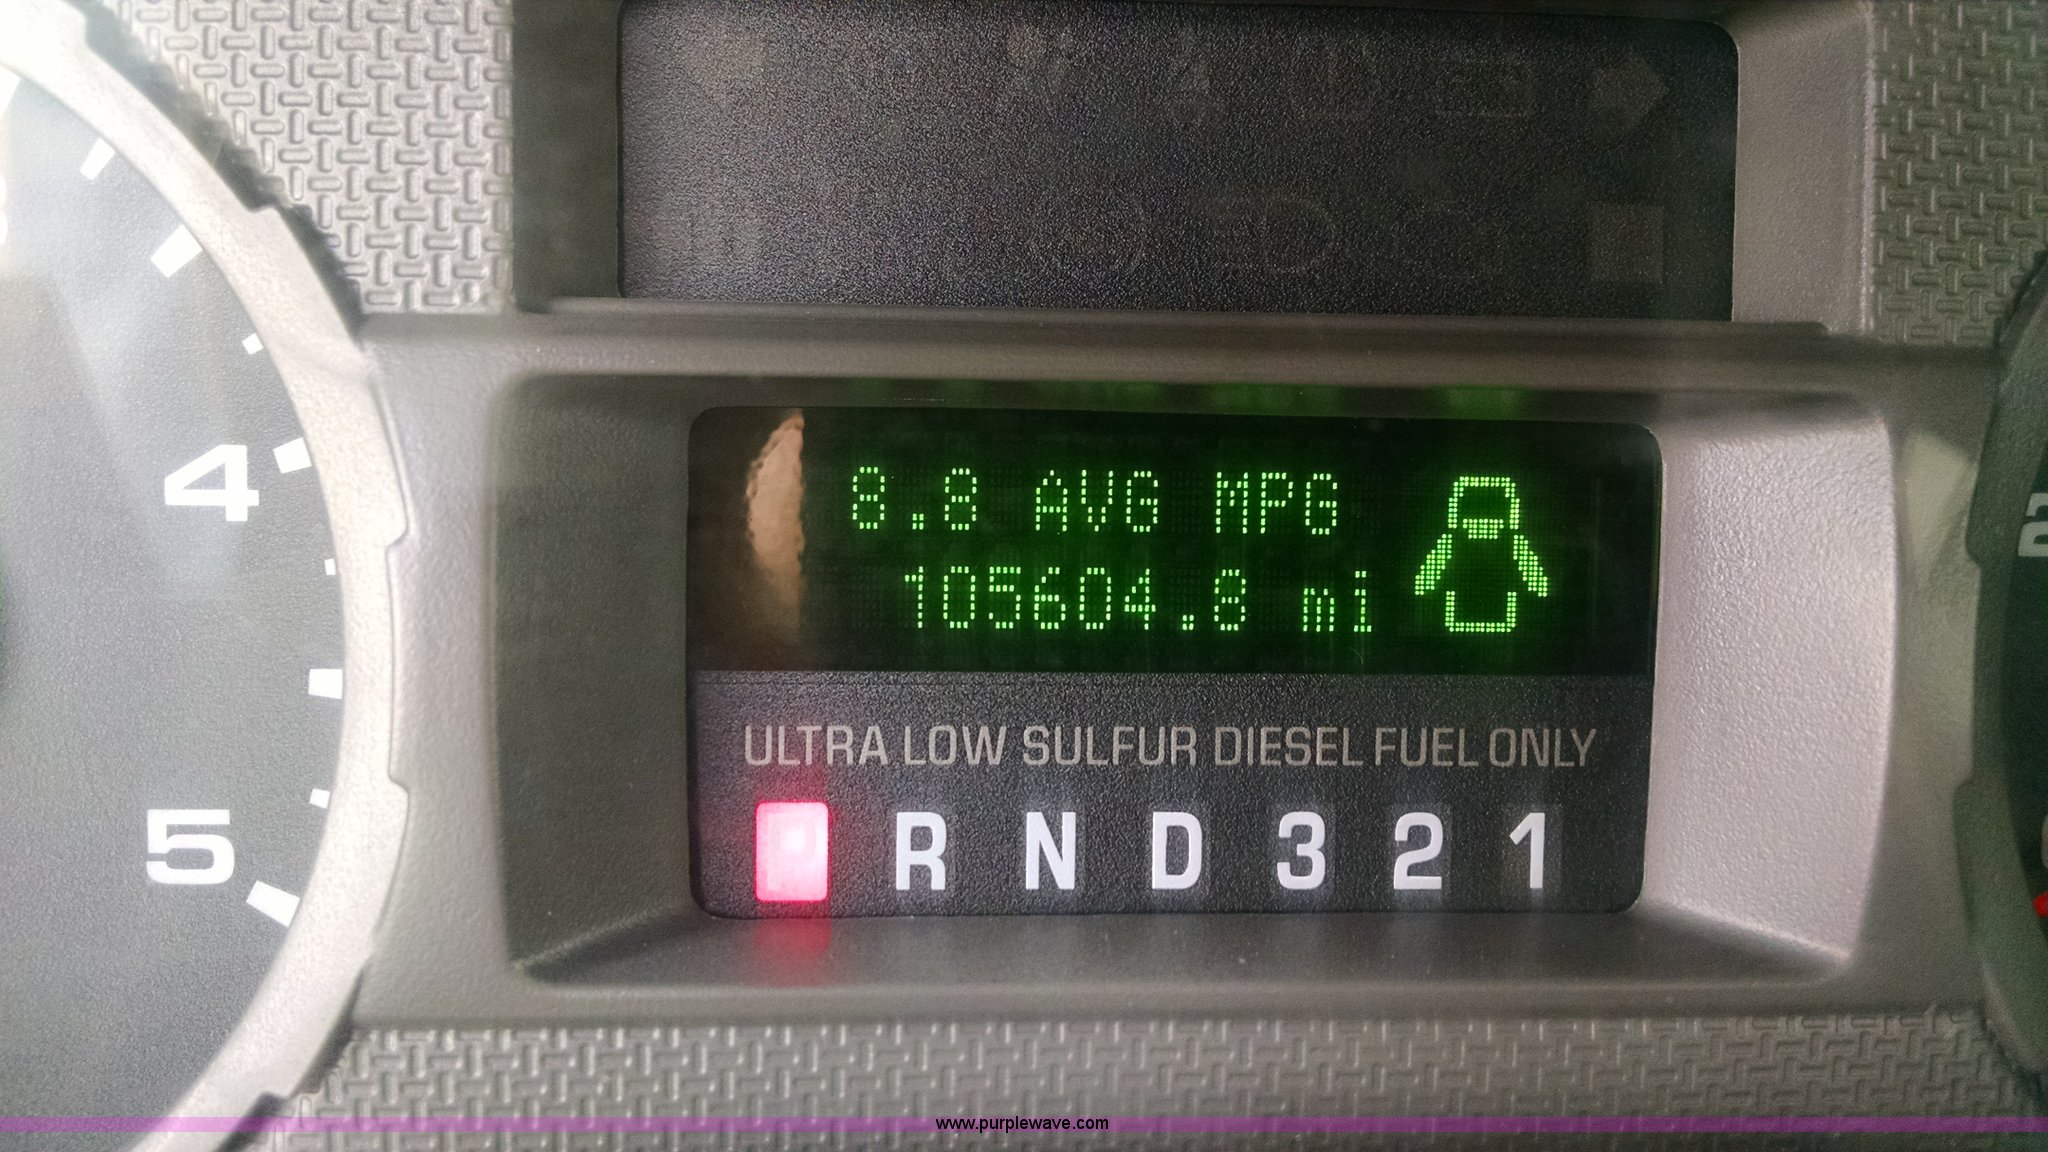 4
5
8.8 AVG MPG
105604.8 mi
ULTRA LOW SULFUR DIESEL FUEL ONLY
P R N D 3 2 1
2
www.purplewave.com